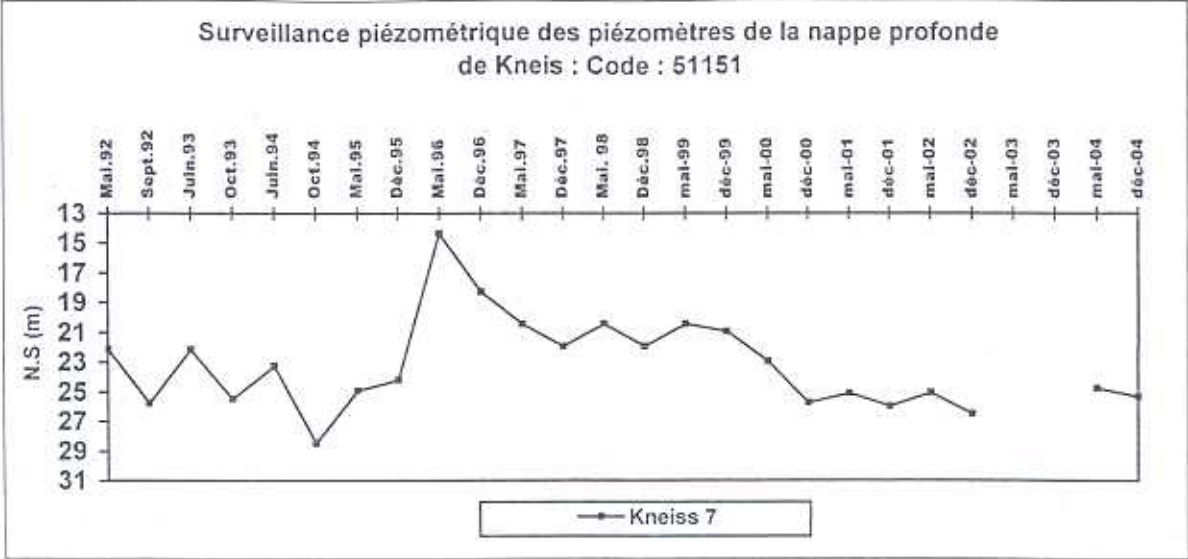 Surveillance piézométrique des piézomètres de la nappe profonde
de Kneis : Code : 51151
Mai.92 Sept.92 Juin.93 Oct.93 Juin.94 Oct.94 Mai.95 Déc.95 Mai.96 Déc.96 Mai.97 Déc.97 Mai. 98 Déc.98 mai-99 déc-99 mai-00 déc-00 mai-01 déc-01 mai-02 déc-02 mai-03 déc-03 mai-04 déc-04
13
15
17
19
21
23
25
27
29
31
N.S (m)
Kneiss 7